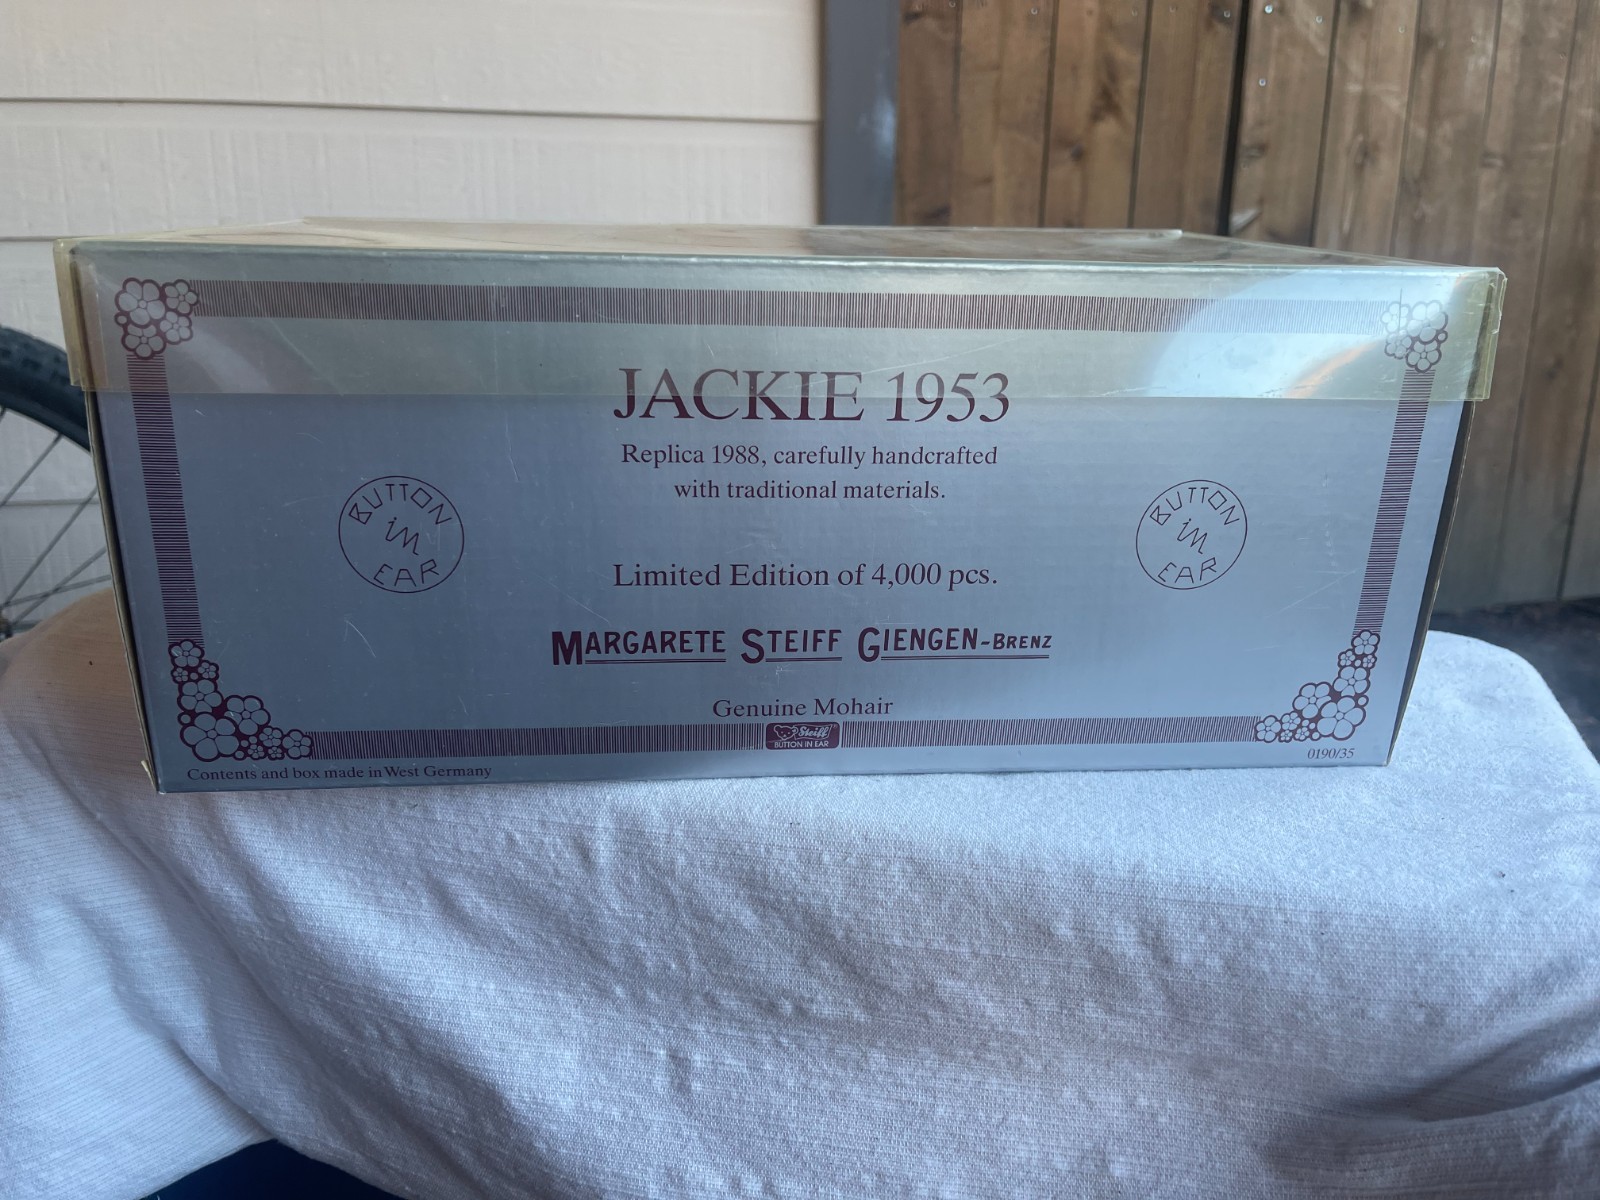 JACKIE 1953
Replica 1988, carefully handcrafted
with traditional materials.
BUTTON
im
EAR
BUTTON
im
EAR
Limited Edition of 4,000 pcs.
MARGARETE STEIFF GIENGEN-BRENZ
Genuine Mohair
Steiff
BUTTON IN EAR
0190/35
Contents and box made in West Germany